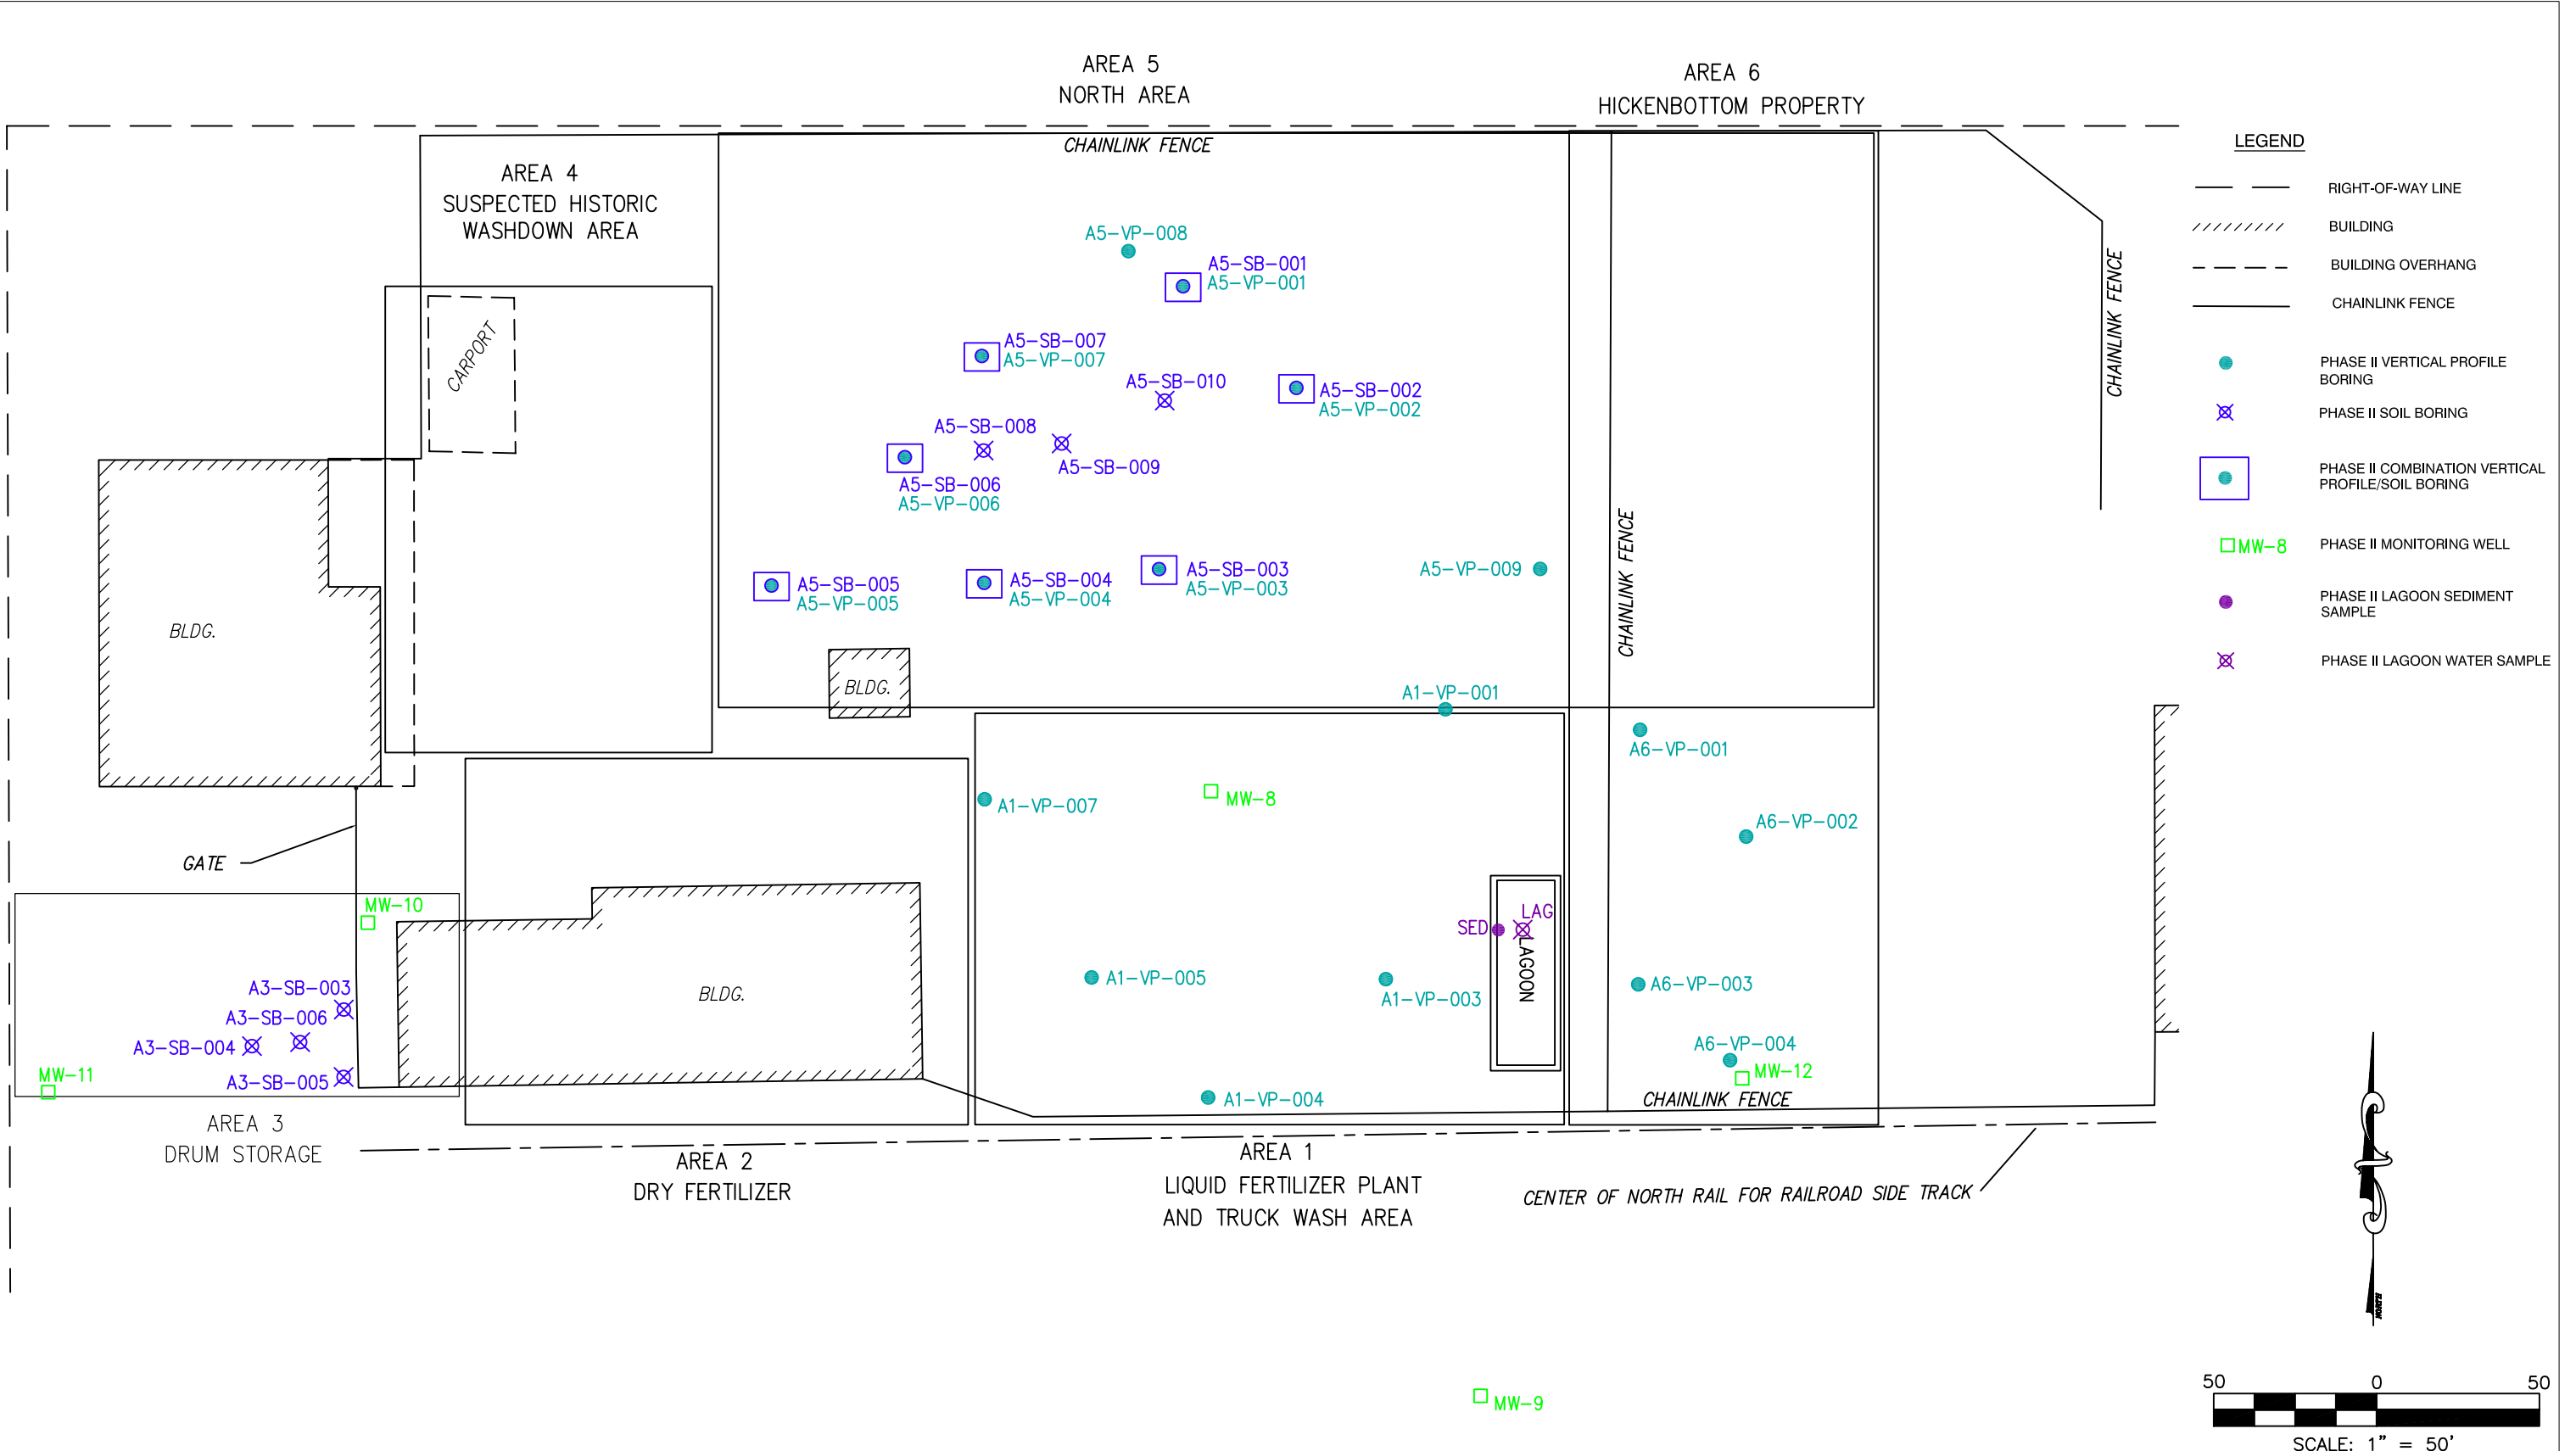 AREA 5
NORTH AREA
AREA 6
HICKENBOTTOM PROPERTY
CHAINLINK FENCE
AREA 4
SUSPECTED HISTORIC
WASHDOWN AREA
CARPORT
A5-VP-008
A5-SB-001
A5-VP-001
A5-SB-007
A5-VP-007
A5-SB-010
A5-SB-002
A5-VP-002
A5-SB-008
A5-SB-009
A5-SB-006
A5-VP-006
A5-SB-005
A5-VP-005
A5-SB-004
A5-VP-004
A5-SB-003
A5-VP-003
A5-VP-009
CHAINLINK FENCE
CHAINLINK FENCE
BLDG.
BLDG.
A1-VP-001
A6-VP-001
A1-VP-007
MW-8
A6-VP-002
GATE
MW-10
LAG
SED
LAGOON
A3-SB-003
A3-SB-006
A3-SB-004
A3-SB-005
MW-11
BLDG.
A1-VP-005
A1-VP-003
A6-VP-003
A6-VP-004
MW-12
A1-VP-004
CHAINLINK FENCE
AREA 3
DRUM STORAGE
AREA 2
DRY FERTILIZER
AREA 1
LIQUID FERTILIZER PLANT
AND TRUCK WASH AREA
CENTER OF NORTH RAIL FOR RAILROAD SIDE TRACK
MW-9
LEGEND
RIGHT-OF-WAY LINE
BUILDING
BUILDING OVERHANG
CHAINLINK FENCE
PHASE II VERTICAL PROFILE
BORING
PHASE II SOIL BORING
PHASE II COMBINATION VERTICAL
PROFILE/SOIL BORING
MW-8 PHASE II MONITORING WELL
PHASE II LAGOON SEDIMENT
SAMPLE
PHASE II LAGOON WATER SAMPLE
NORTH
50 0 50
SCALE: 1" = 50'